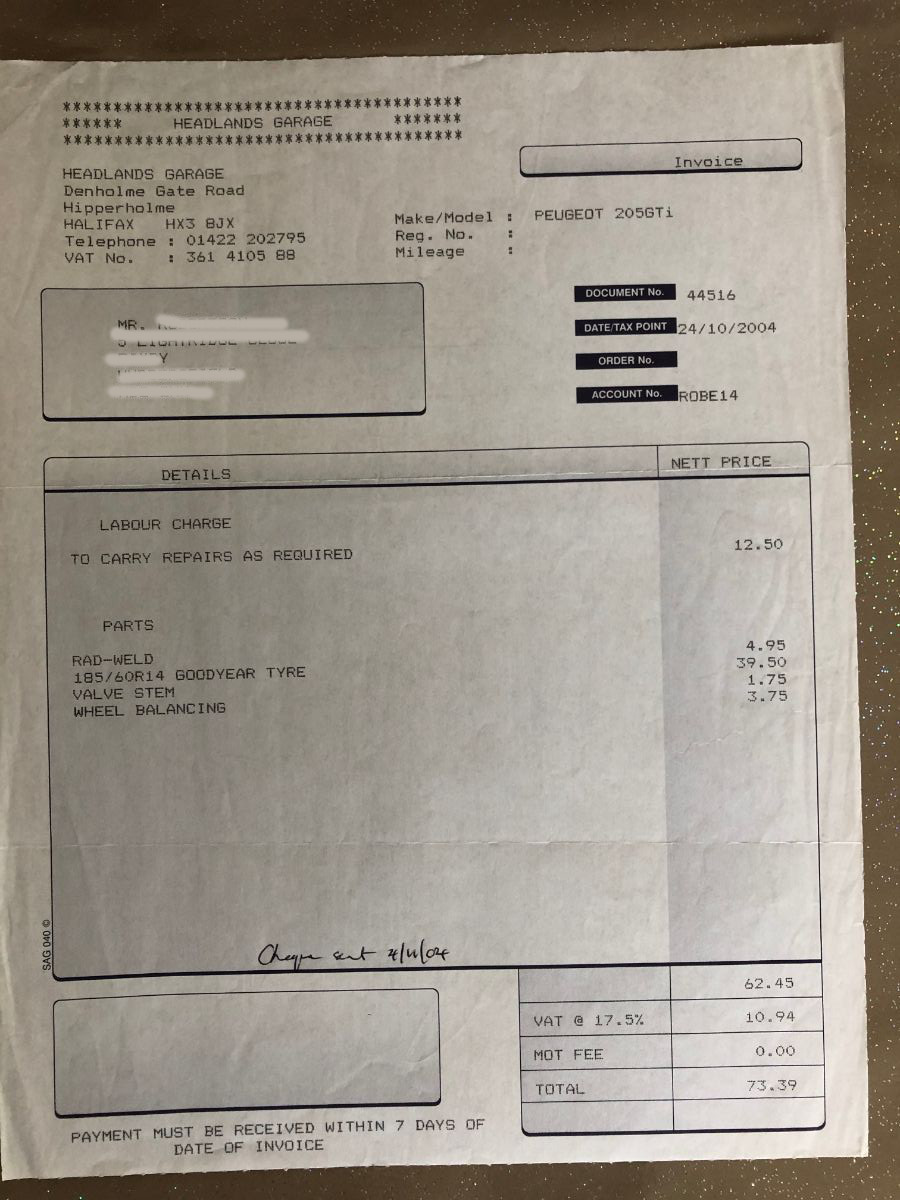 ****************************************
****** HEADLANDS GARAGE *******
****************************************
Invoice
HEADLANDS GARAGE
Denholme Gate Road
Hipperholme
HALIFAX HX3 8JX
Telephone : 01422 202795
VAT No. : 361 4105 88
Make/Model : PEUGEOT 205GTi
Reg. No. :
Mileage :
MR.
Y
DOCUMENT No. 44516
DATE/TAX POINT 24/10/2004
ORDER No.
ACCOUNT No. ROBE14
DETAILS NETT PRICE
LABOUR CHARGE
TO CARRY REPAIRS AS REQUIRED 12.50
PARTS
RAD-WELD 4.95
185/60R14 GOODYEAR TYRE 39.50
VALVE STEM 1.75
WHEEL BALANCING 3.75
SAG 040 ©
Cheque sent 4/11/04
62.45
VAT @ 17.5% 10.94
MOT FEE 0.00
TOTAL 73.39
PAYMENT MUST BE RECEIVED WITHIN 7 DAYS OF
DATE OF INVOICE